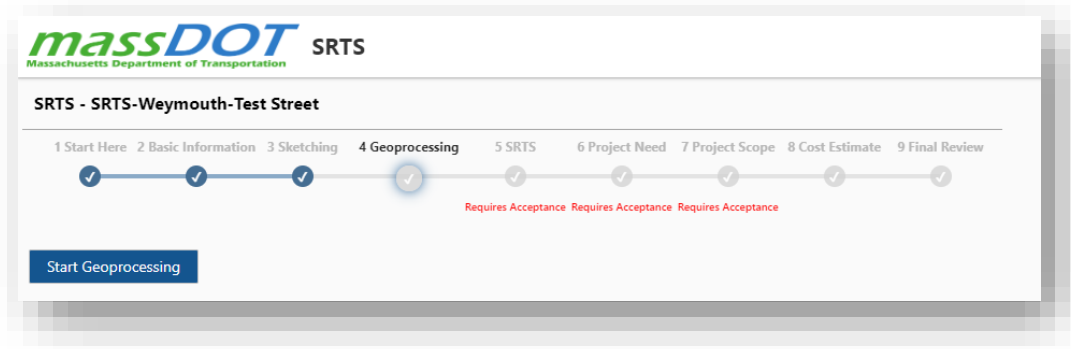 massDOT SRTS
Massachusetts Department of Transportation
SRTS - SRTS-Weymouth-Test Street
1 Start Here 2 Basic Information 3 Sketching 4 Geoprocessing 5 SRTS 6 Project Need 7 Project Scope 8 Cost Estimate 9 Final Review
Requires Acceptance Requires Acceptance Requires Acceptance
Start Geoprocessing